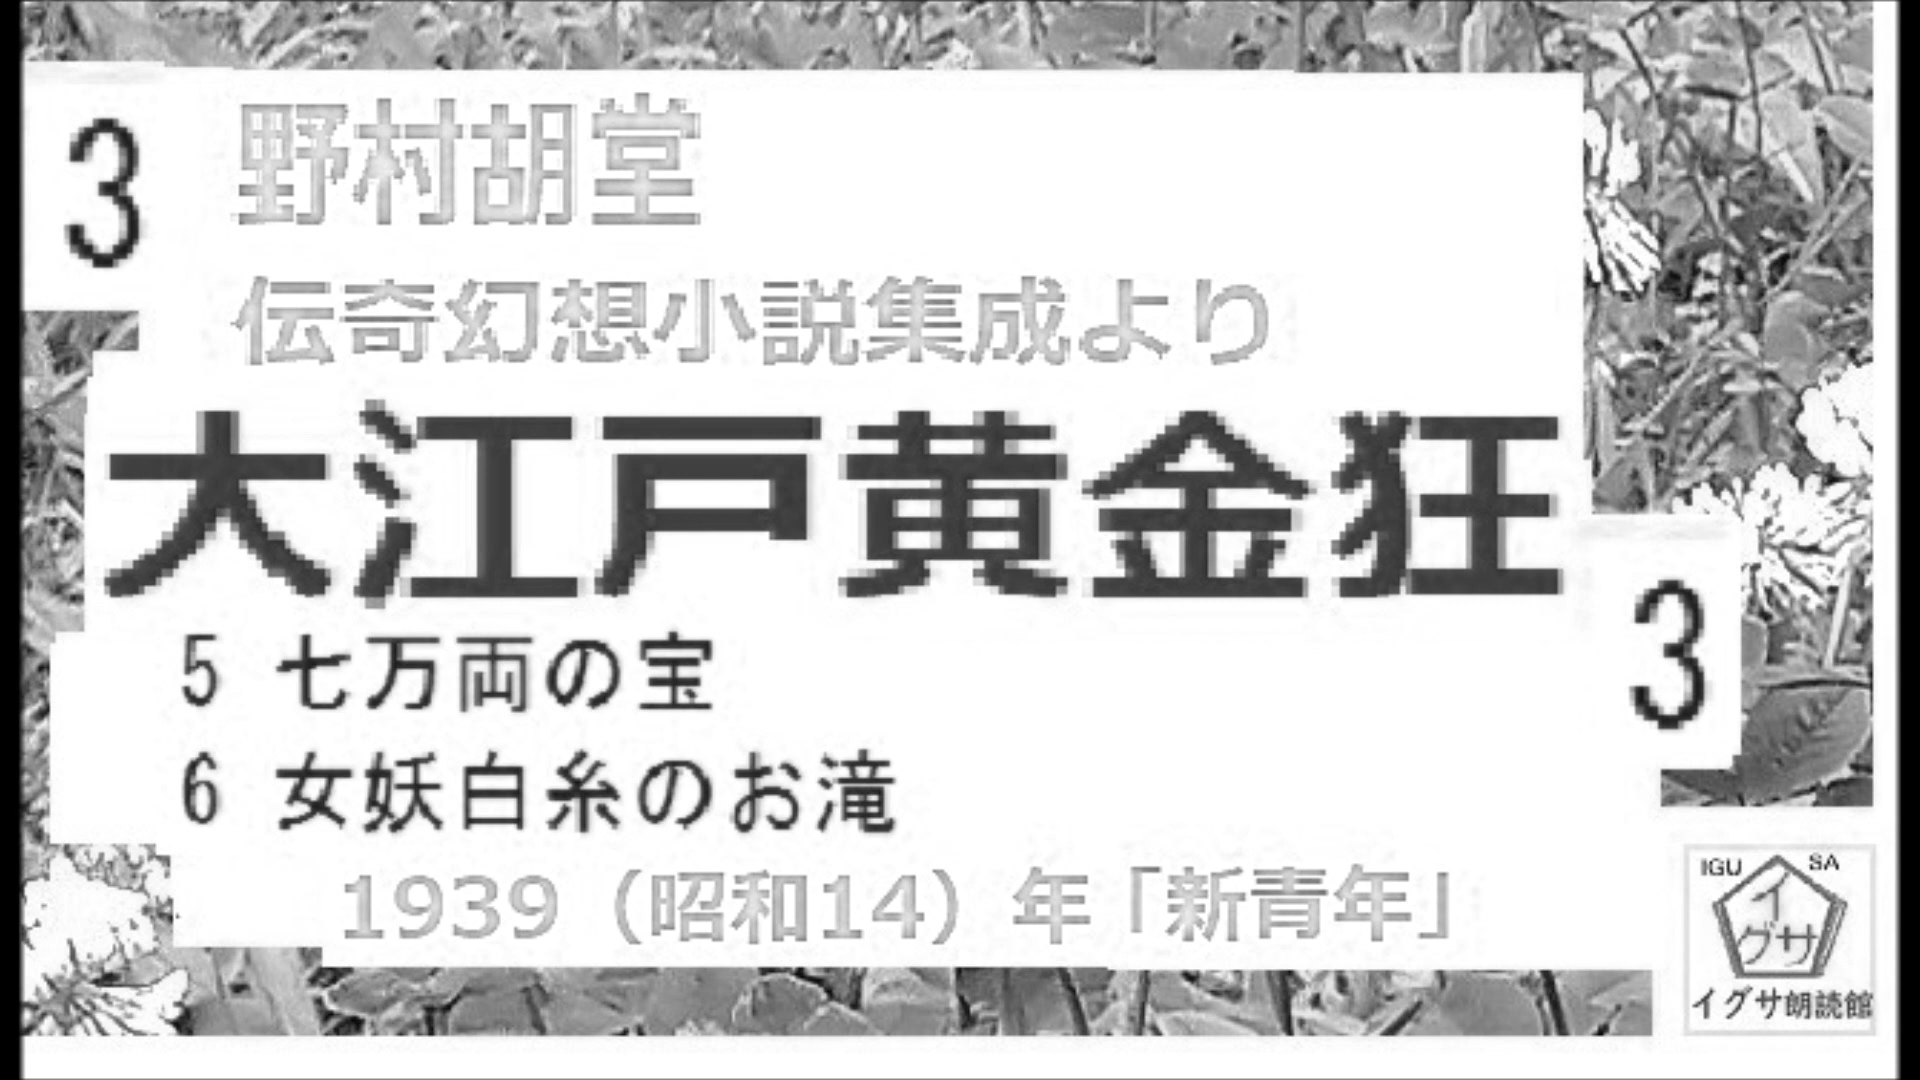 3
野村胡堂
伝奇幻想小説集成より
大江戸黄金狂
5 七万両の宝
3
6 女妖白糸のお滝
1939（昭和14）年「新青年」
IGU SA
イ
グサ
イグサ朗読館